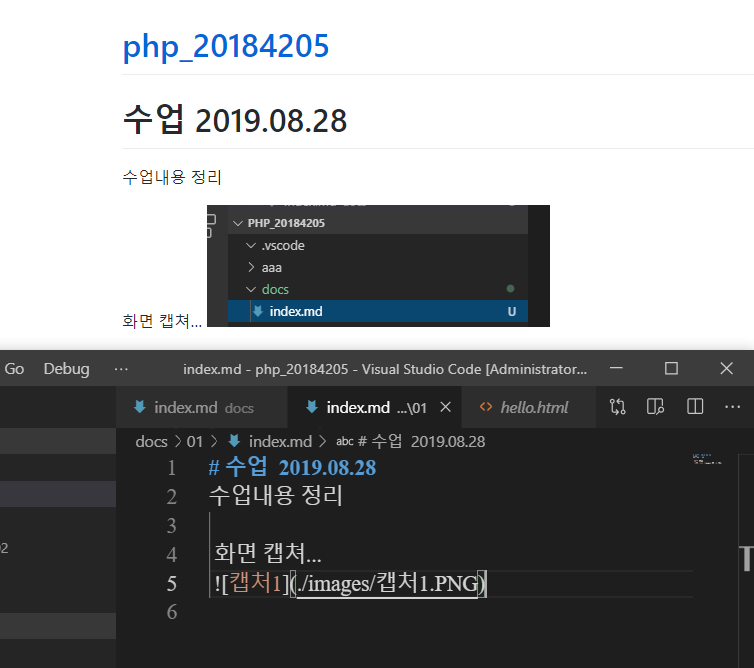 php_20184205
수업 2019.08.28
수업내용 정리
PHP_20184205
.vscode
aaa
docs
index.md U
화면 캡쳐...
Go Debug ··· index.md - php_20184205 - Visual Studio Code [Administrator...
index.md docs index.md ...\01 hello.html ···
docs > 01 > index.md > abc # 수업 2019.08.28
1 # 수업 2019.08.28
2 수업내용 정리
3
4 화면 캡쳐...
5 ![캡처1](./images/캡처1.PNG)
6